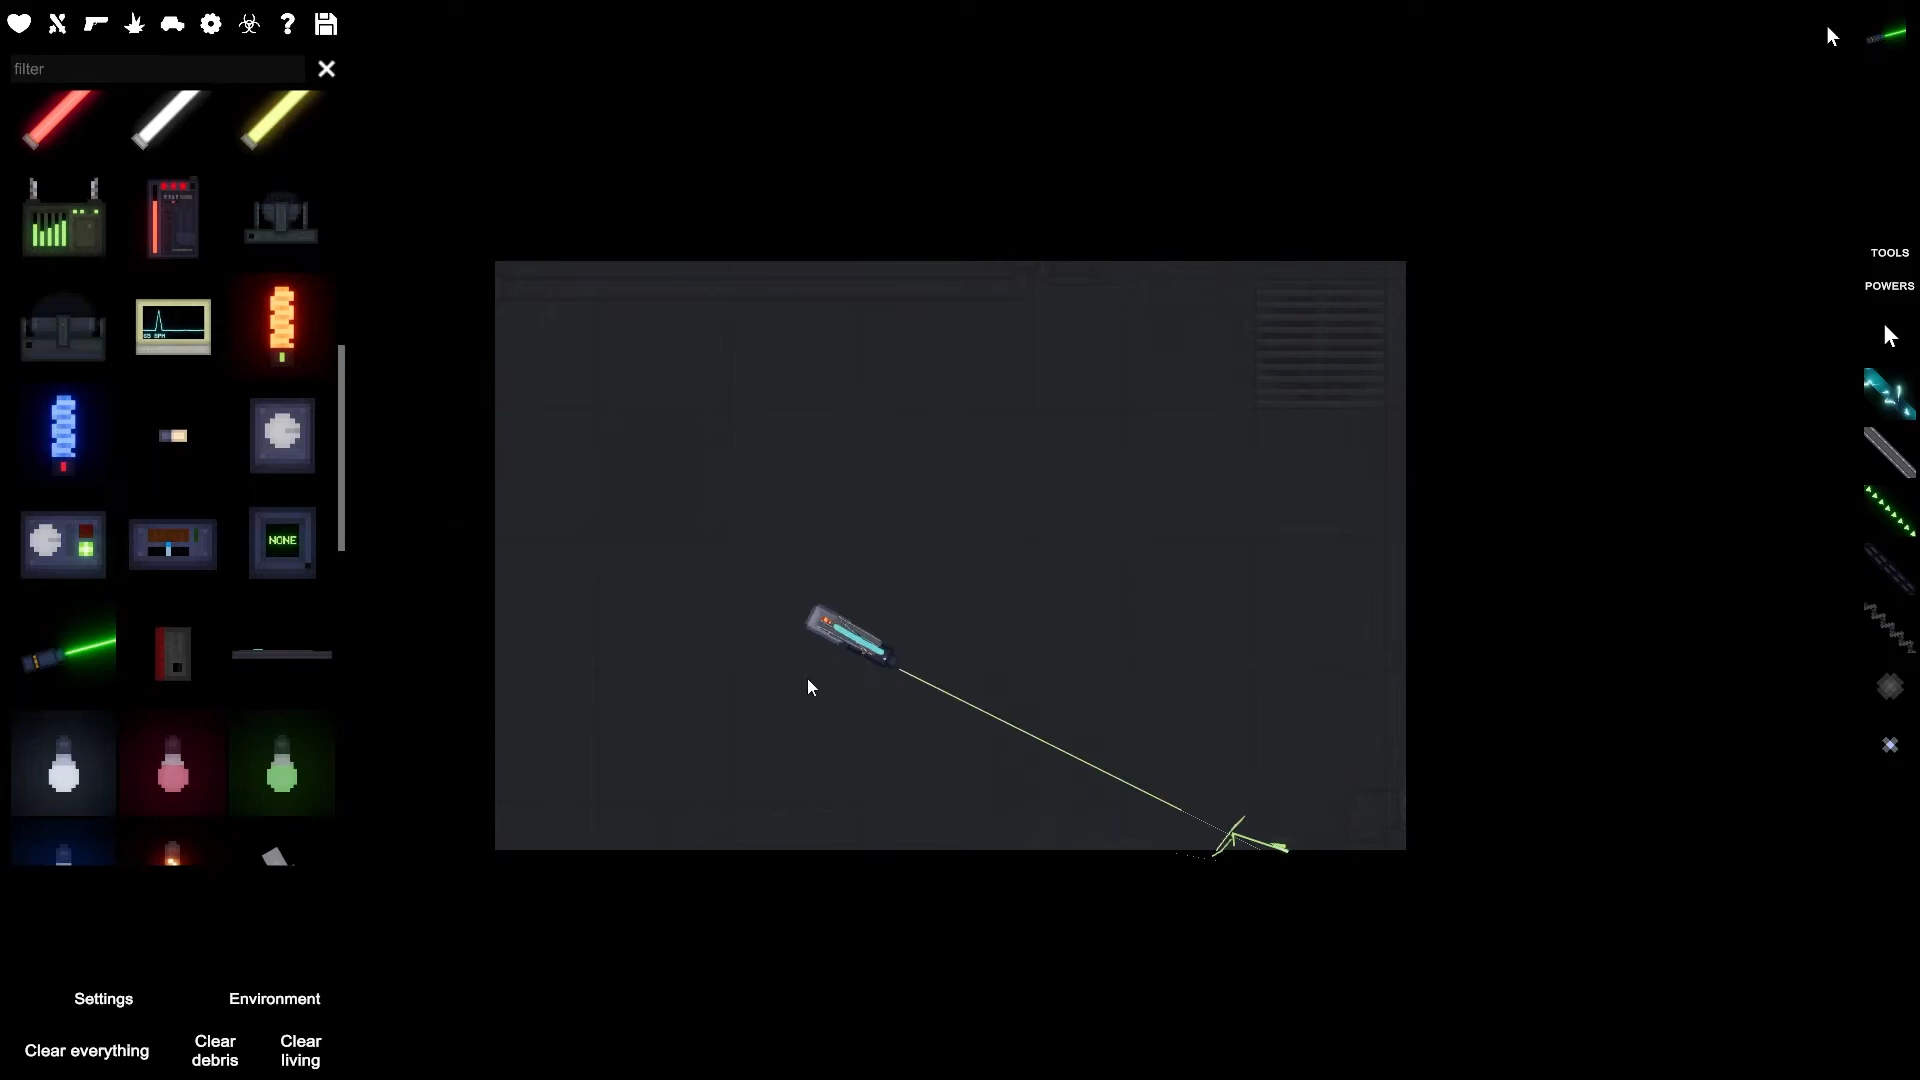 filter
TOOLS
POWERS
NONE
Settings
Environment
Clear everything
Clear
debris
Clear
living